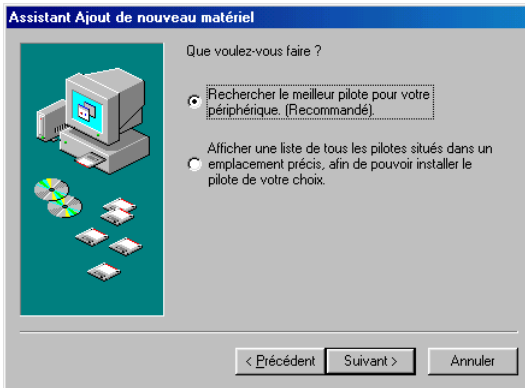 Assistant Ajout de nouveau matériel
Que voulez-vous faire ?
Rechercher le meilleur pilote pour votre
périphérique. (Recommandé).
Afficher une liste de tous les pilotes situés dans un
emplacement précis, afin de pouvoir installer le
pilote de votre choix.
< Précédent
Suivant >
Annuler